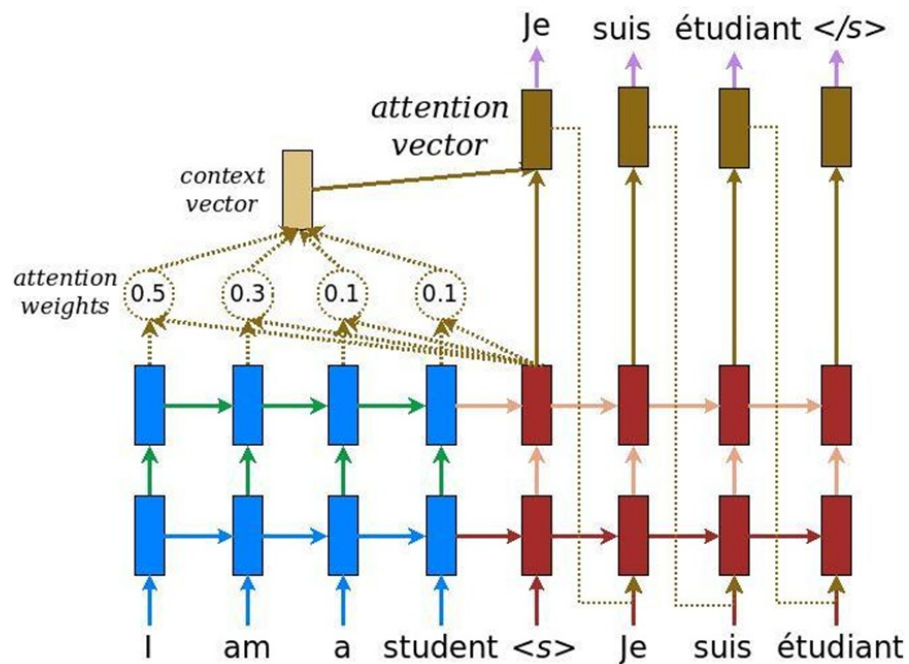 Je suis étudiant </s>
attention
vector
context
vector
attention
weights
0.5 0.3 0.1 0.1
I am a student <s> Je suis étudiant